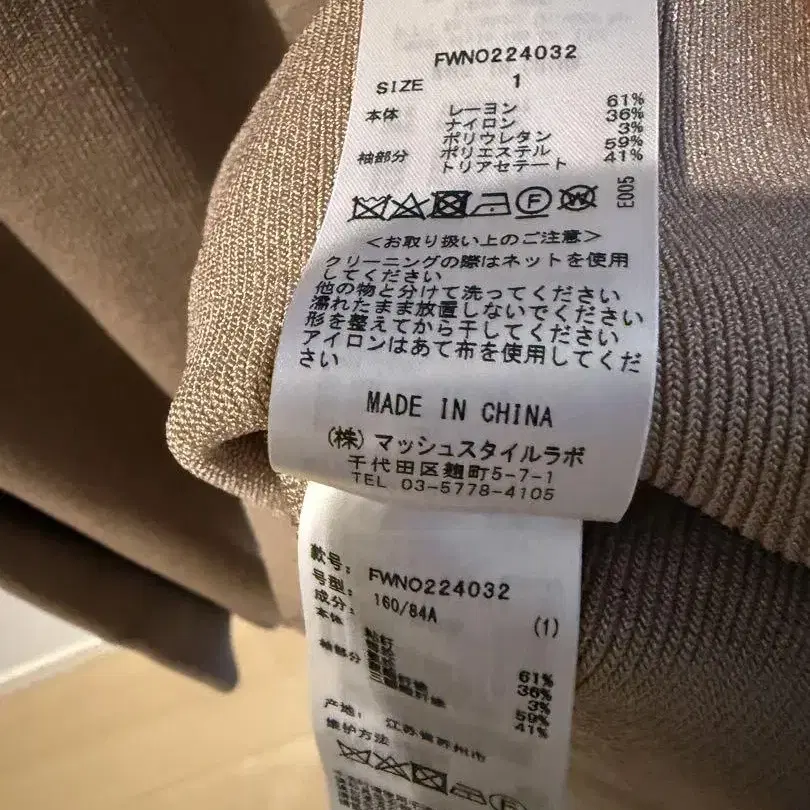 FWNO224032
SIZE 1
本体 レーヨン 61%
ナイロン 36%
ポリウレタン 3%
袖部分 ポリエステル 59%
トリアセテート 41%
F W
E005
<お取り扱い上のご注意>
クリーニングの際はネットを使用
してください
他の物と分けて洗ってください
濡れたまま放置しないでください
形を整えてから干してください
アイロンはあて布を使用してくだ
さい
MADE IN CHINA
(株) マッシュスタイルラボ
千代田区麹町5-7-1
TEL 03-5778-4105
款号: FWNO224032
号型: 160/84A (1)
成分:
本体 61%
36%
3%
袖部分 59%
41%
产地: 江苏省苏州市
维护方法